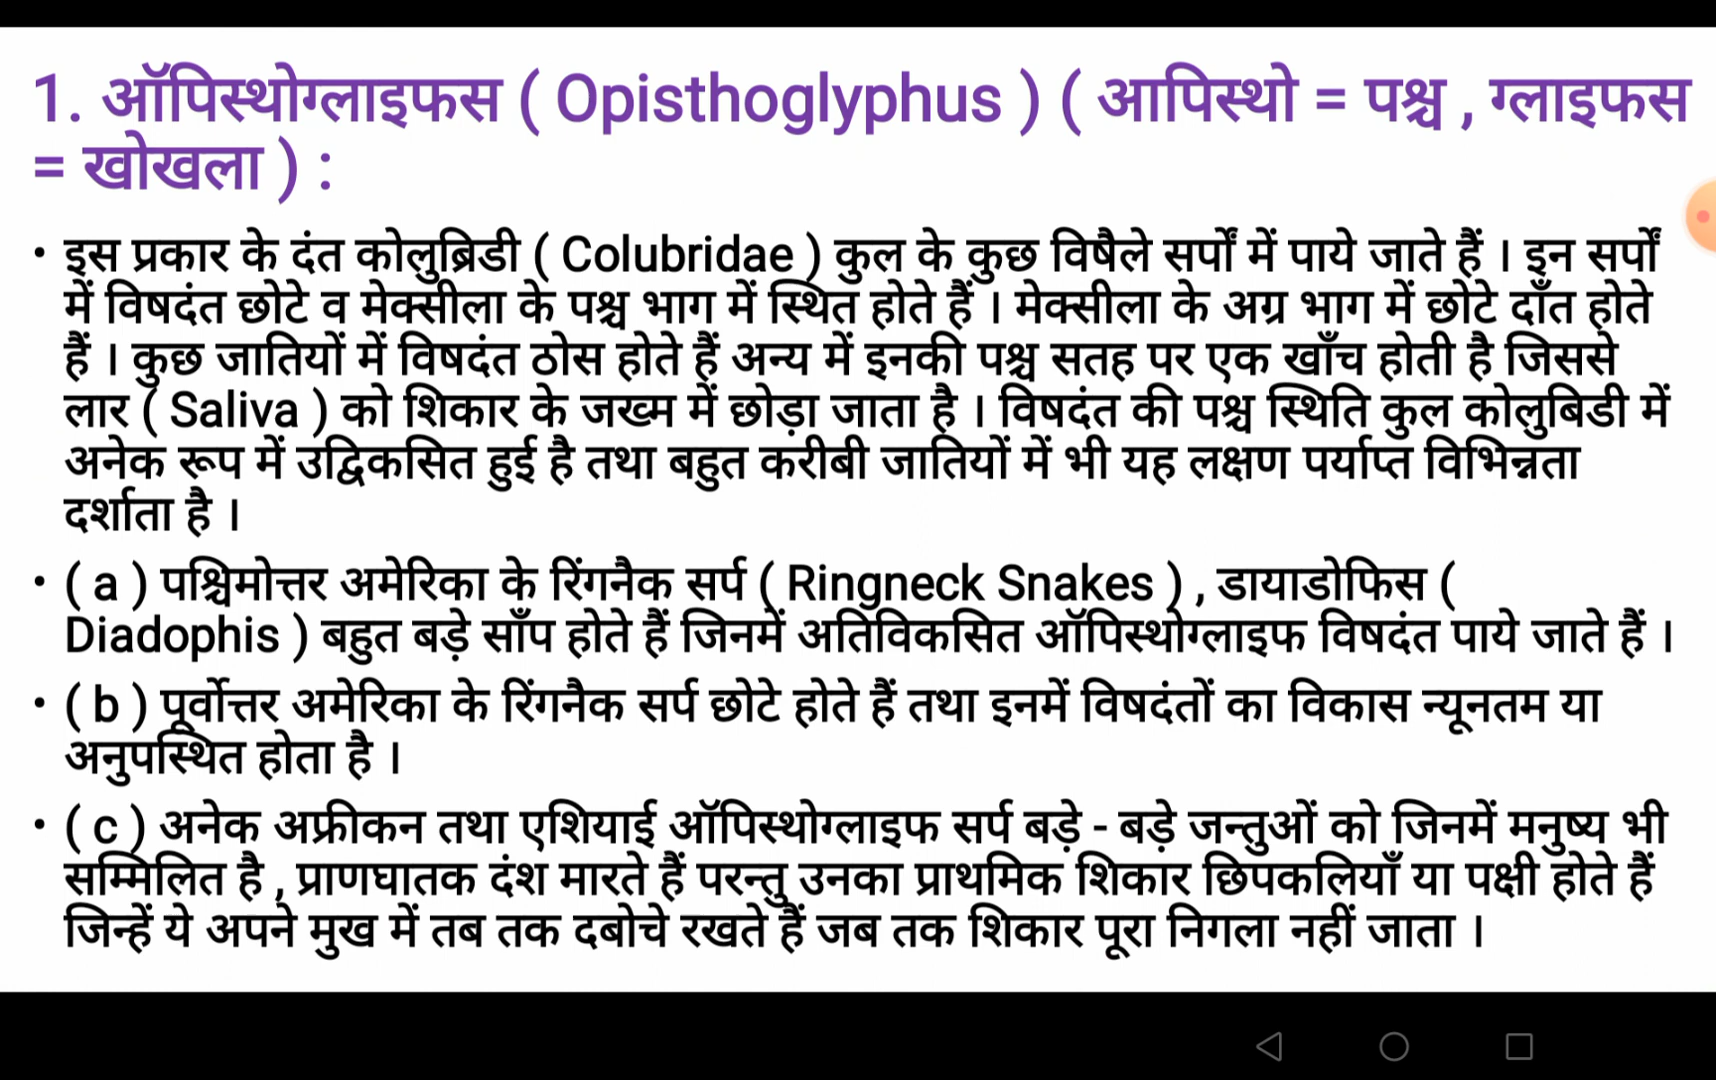 1. ऑपिस्थोग्लाइफस ( Opisthoglyphus ) ( आपिस्थो = पश्च , ग्लाइफस
= खोखला ) :
• इस प्रकार के दंत कोलुब्रिडी ( Colubridae ) कुल के कुछ विषैले सर्पों में पाये जाते हैं । इन सर्पों
में विषदंत छोटे व मेक्सीला के पश्च भाग में स्थित होते हैं । मेक्सीला के अग्र भाग में छोटे दाँत होते
हैं । कुछ जातियों में विषदंत ठोस होते हैं अन्य में इनकी पश्च सतह पर एक खाँच होती है जिससे
लार ( Saliva ) को शिकार के जख्म में छोड़ा जाता है । विषदंत की पश्च स्थिति कुल कोलुबिडी में
अनेक रूप में उद्विकसित हुई है तथा बहुत करीबी जातियों में भी यह लक्षण पर्याप्त विभिन्नता
दर्शाता है ।
• ( a ) पश्चिमोत्तर अमेरिका के रिंगनैक सर्प ( Ringneck Snakes ) , डायाडोफिस (
Diadophis ) बहुत बड़े साँप होते हैं जिनमें अतिविकसित ऑपिस्थोग्लाइफ विषदंत पाये जाते हैं ।
• ( b ) पूर्वोत्तर अमेरिका के रिंगनैक सर्प छोटे होते हैं तथा इनमें विषदंतों का विकास न्यूनतम या
अनुपस्थित होता है ।
• ( c ) अनेक अफ्रीकन तथा एशियाई ऑपिस्थोग्लाइफ सर्प बड़े - बड़े जन्तुओं को जिनमें मनुष्य भी
सम्मिलित है , प्राणघातक दंश मारते हैं परन्तु उनका प्राथमिक शिकार छिपकलियाँ या पक्षी होते हैं
जिन्हें ये अपने मुख में तब तक दबोचे रखते हैं जब तक शिकार पूरा निगला नहीं जाता ।